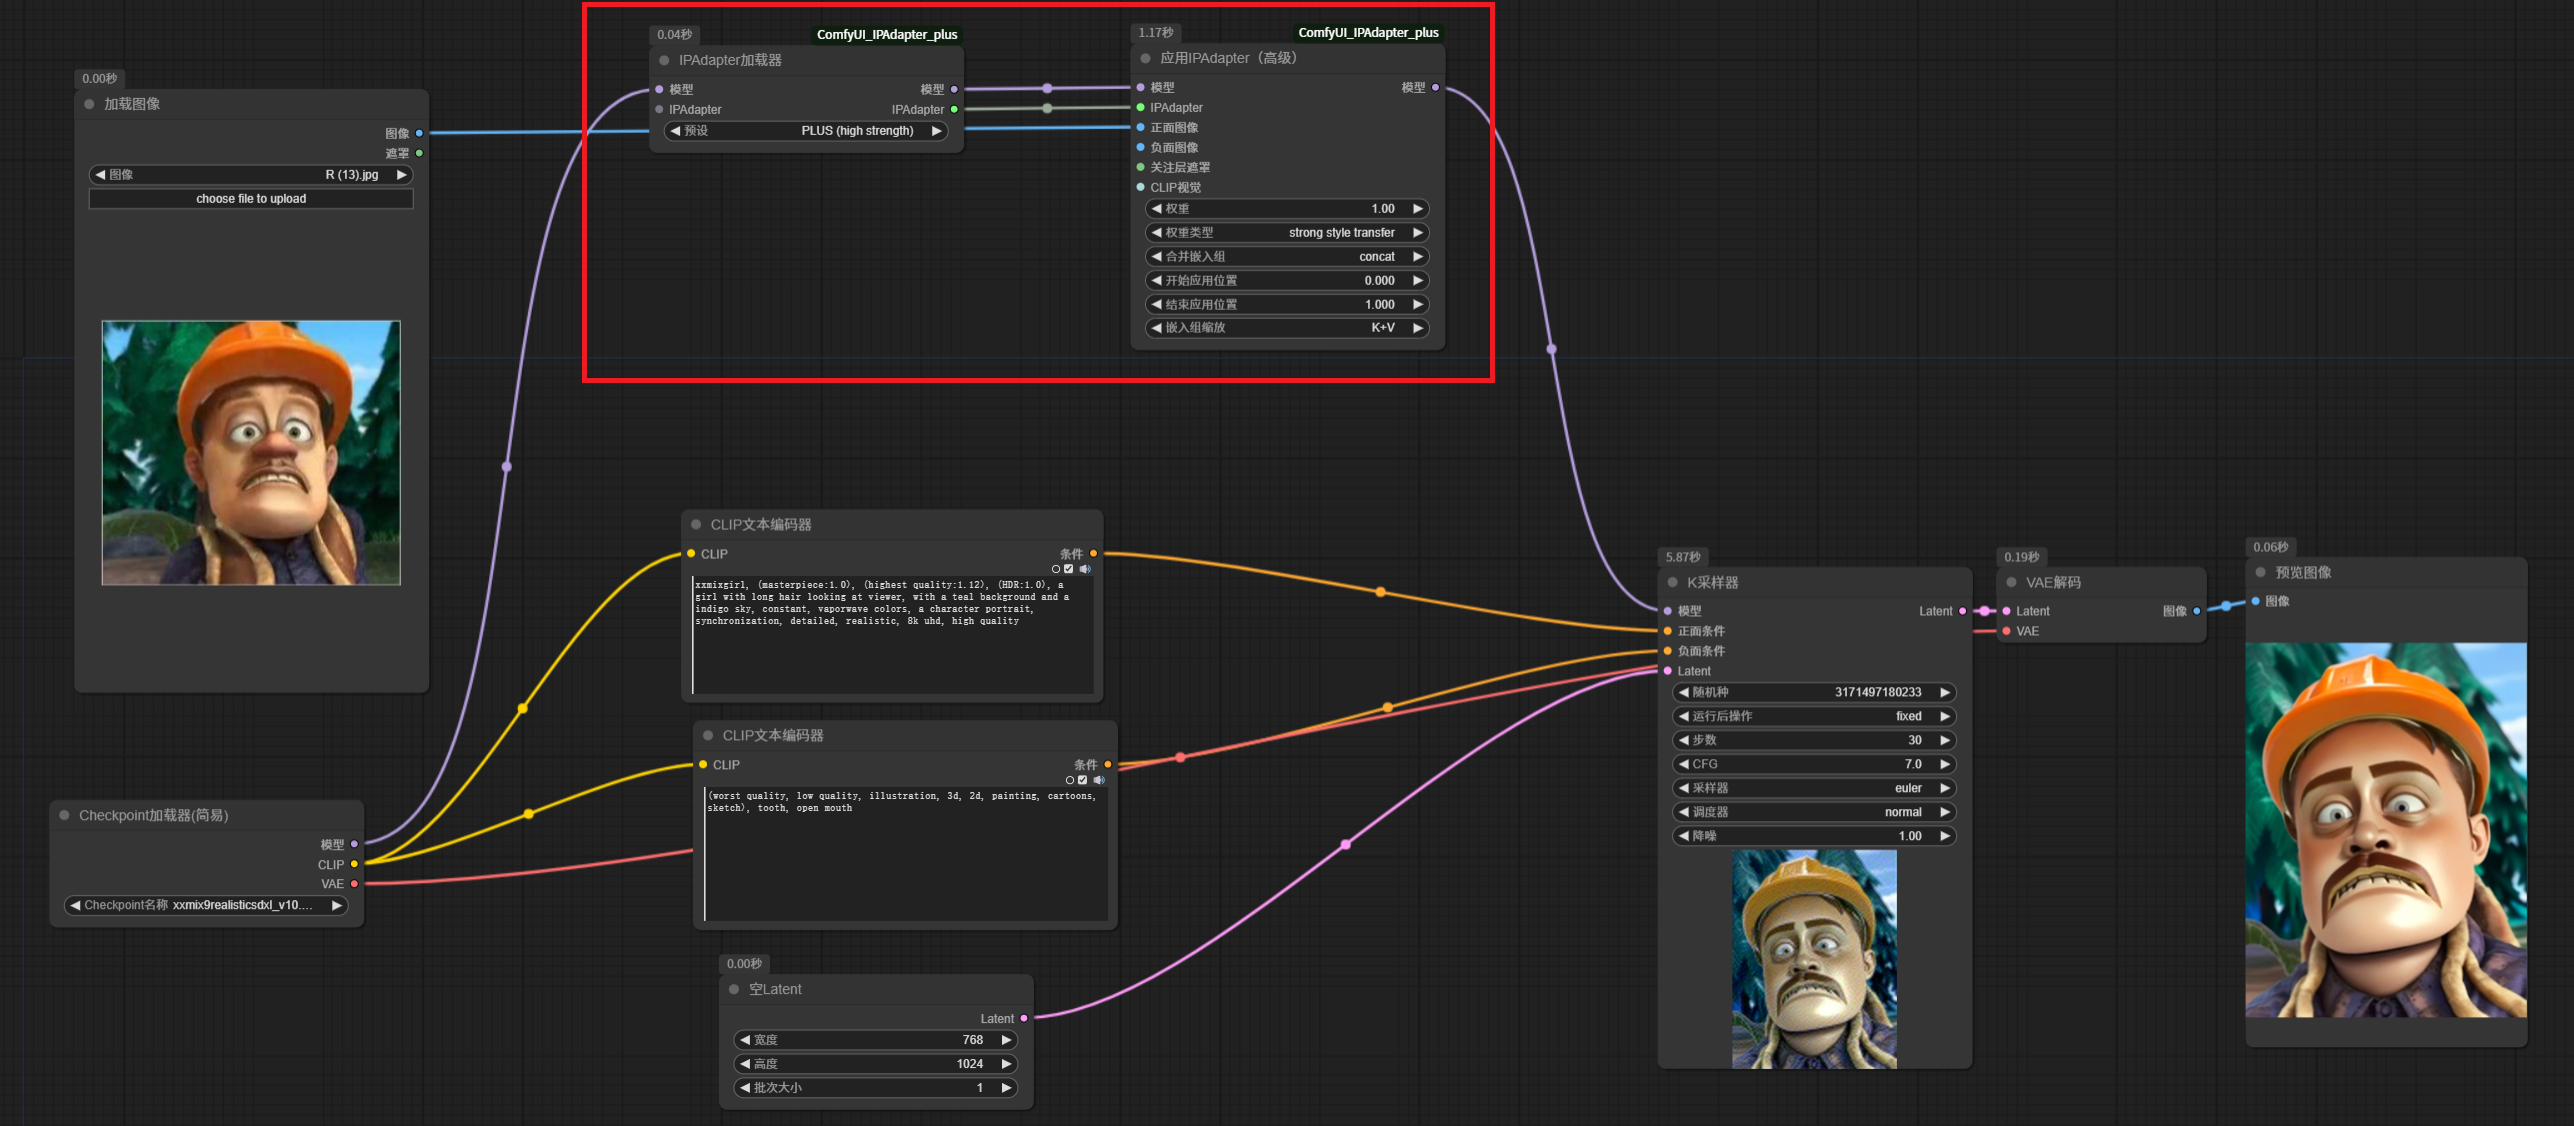 0.00秒
加载图像
图像
遮罩
图像 R (13).jpg
choose file to upload
0.04秒 ComfyUI_IPAdapter_plus
IPAdapter加载器
模型 模型
IPAdapter IPAdapter
预设 PLUS (high strength)
1.17秒 ComfyUI_IPAdapter_plus
应用IPAdapter（高级）
模型 模型
IPAdapter
正面图像
负面图像
关注层遮罩
CLIP视觉
权重 1.00
权重类型 strong style transfer
合并嵌入组 concat
开始应用位置 0.000
结束应用位置 1.000
嵌入组缩放 K+V
CLIP文本编码器
CLIP 条件
xxmixgirl, (masterpiece:1.0), (highest quality:1.12), (HDR:1.0), a
girl with long hair looking at viewer, with a teal background and a
indigo sky, constant, vaporwave colors, a character portrait,
synchronization, detailed, realistic, 8k uhd, high quality
CLIP文本编码器
CLIP 条件
(worst quality, low quality, illustration, 3d, 2d, painting, cartoons,
sketch), tooth, open mouth
Checkpoint加载器(简易)
模型
CLIP
VAE
Checkpoint名称 xxmix9realisticsdxl_v10....
0.00秒
空Latent
Latent
宽度 768
高度 1024
批次大小 1
5.87秒
K采样器
模型 Latent
正面条件
负面条件
Latent
随机种 3171497180233
运行后操作 fixed
步数 30
CFG 7.0
采样器 euler
调度器 normal
降噪 1.00
0.19秒
VAE解码
Latent 图像
VAE
0.06秒
预览图像
图像